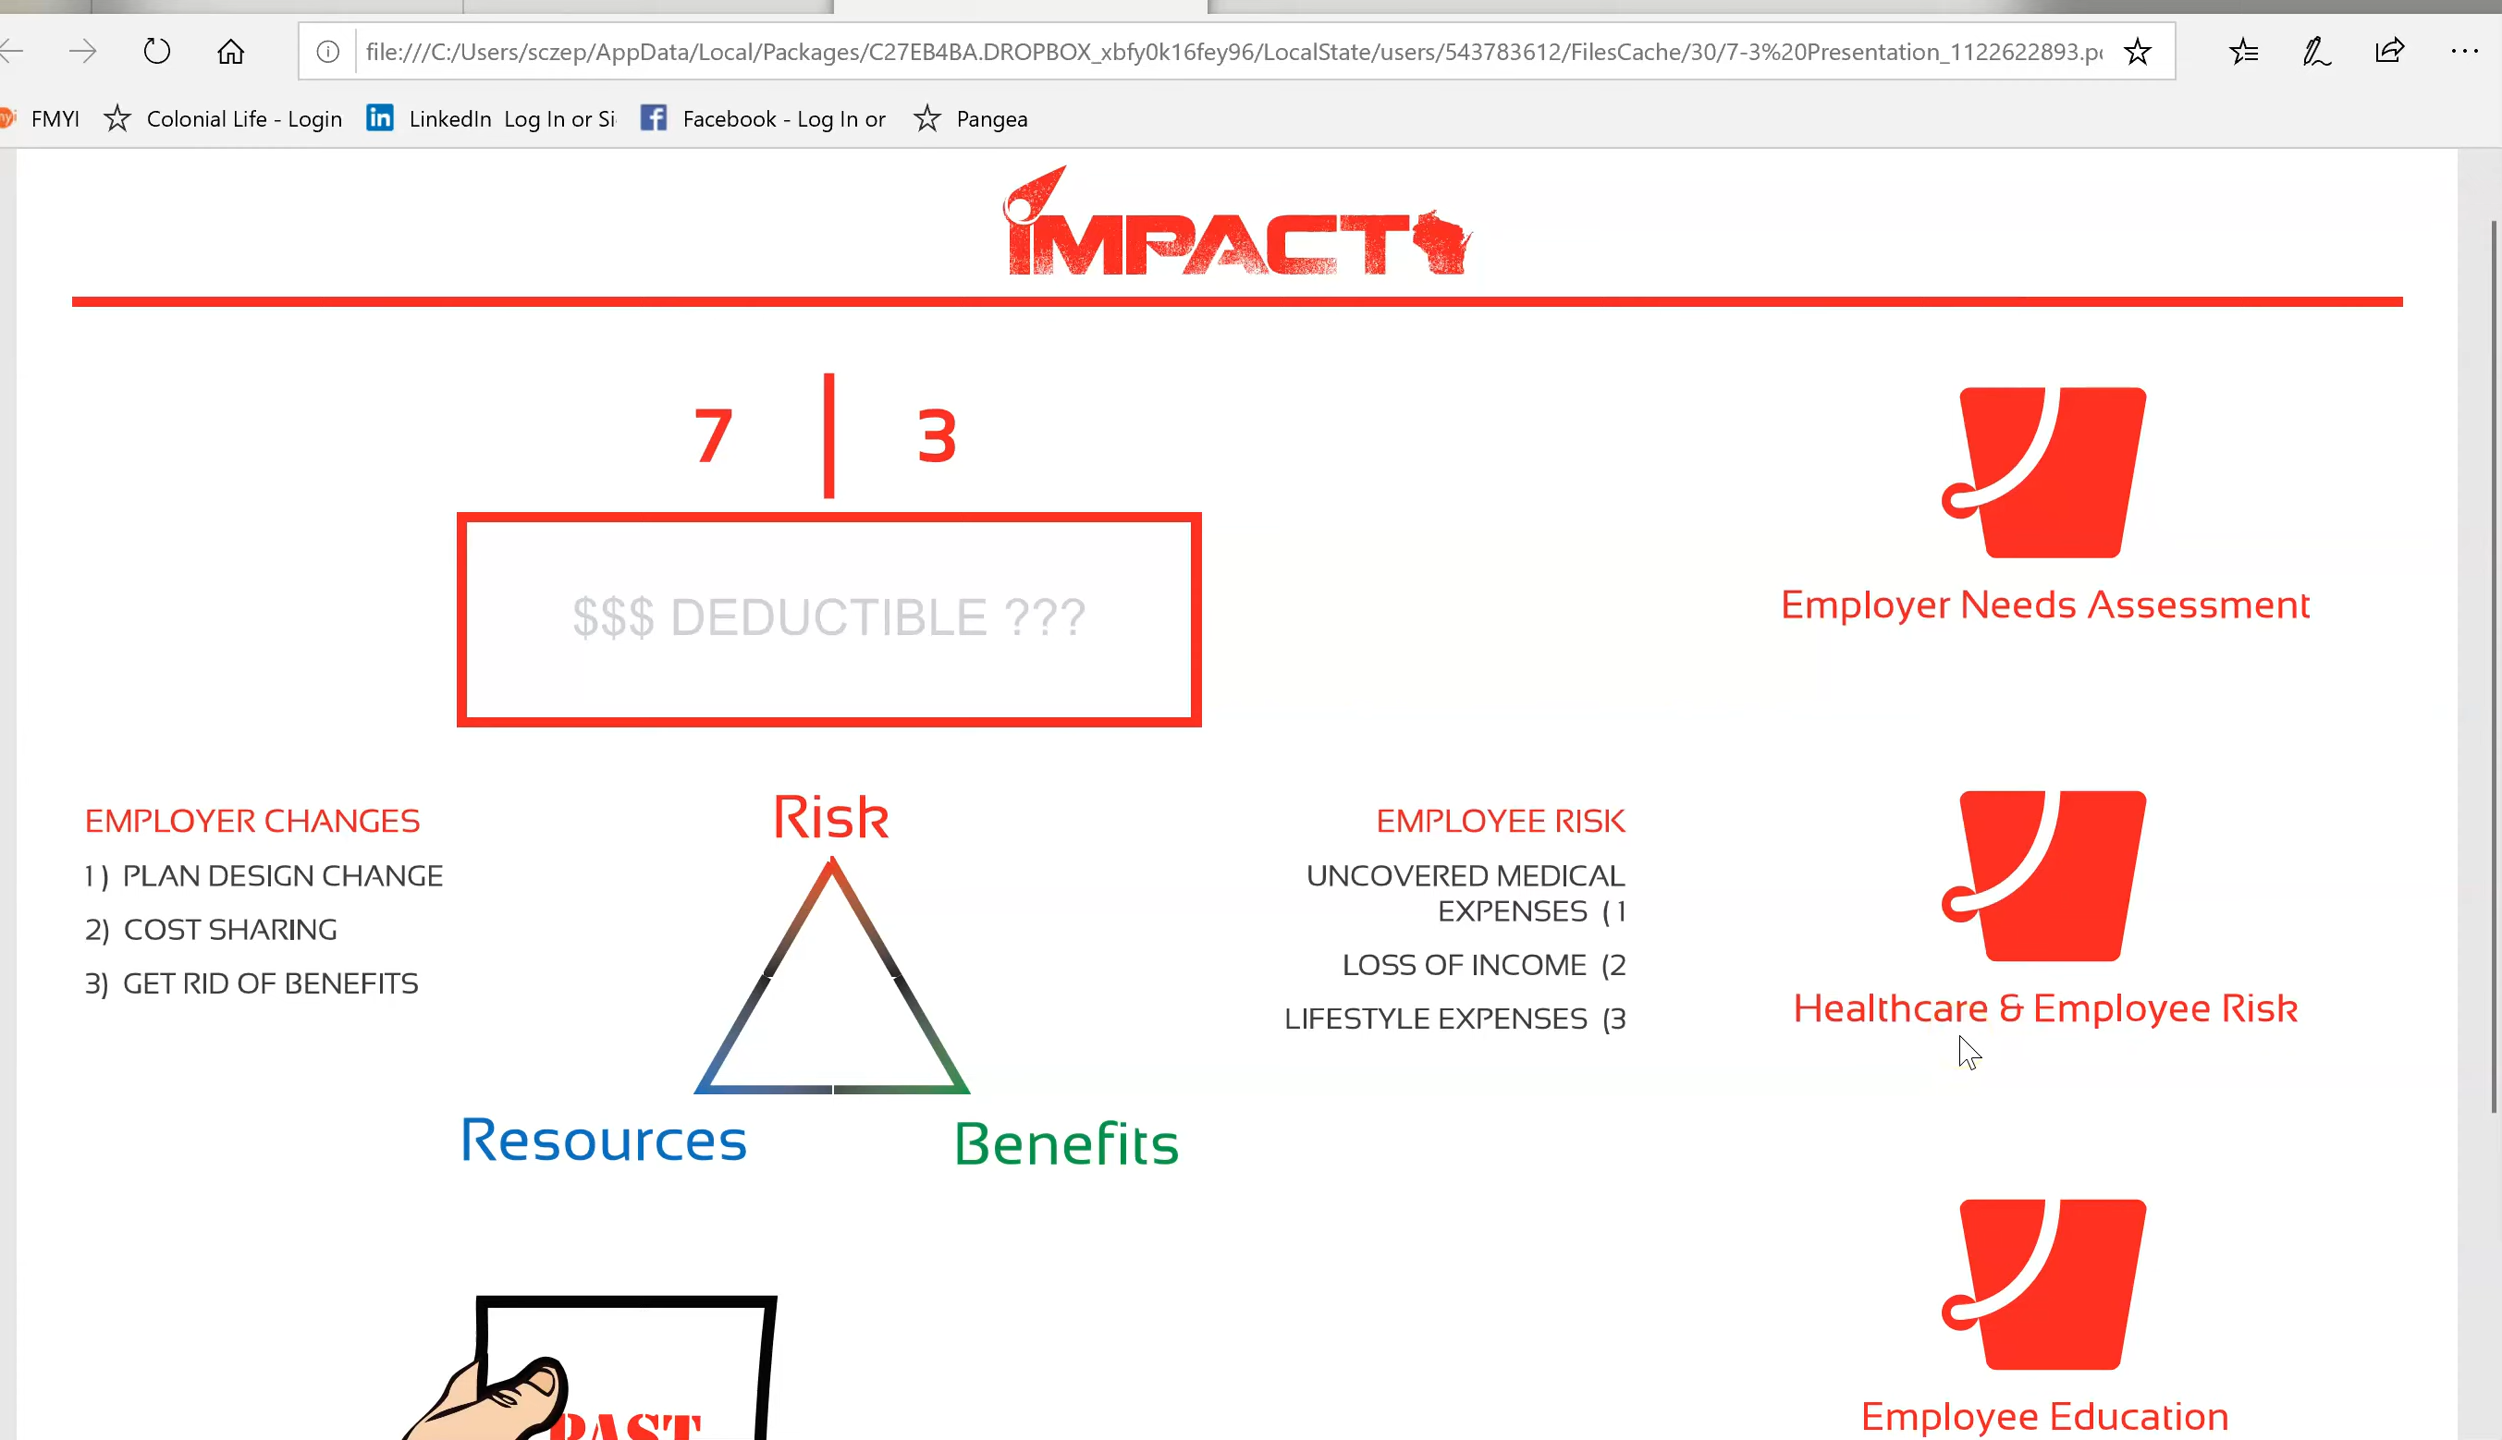 file:///C:/Users/sczep/AppData/Local/Packages/C27EB4BA.DROPBOX_xbfy0k16fey96/LocalState/users/543783612/FilesCache/30/7-3%20Presentation_1122622893.p
FMYI
Colonial Life - Login
LinkedIn Log In or Si
Facebook - Log In or
Pangea
iMPACT
7 3
$$$ DEDUCTIBLE ???
Employer Needs Assessment
EMPLOYER CHANGES
1) PLAN DESIGN CHANGE
2) COST SHARING
3) GET RID OF BENEFITS
Risk
Resources
Benefits
EMPLOYEE RISK
UNCOVERED MEDICAL
EXPENSES (1
LOSS OF INCOME (2
LIFESTYLE EXPENSES (3
Healthcare & Employee Risk
PAST
Employee Education